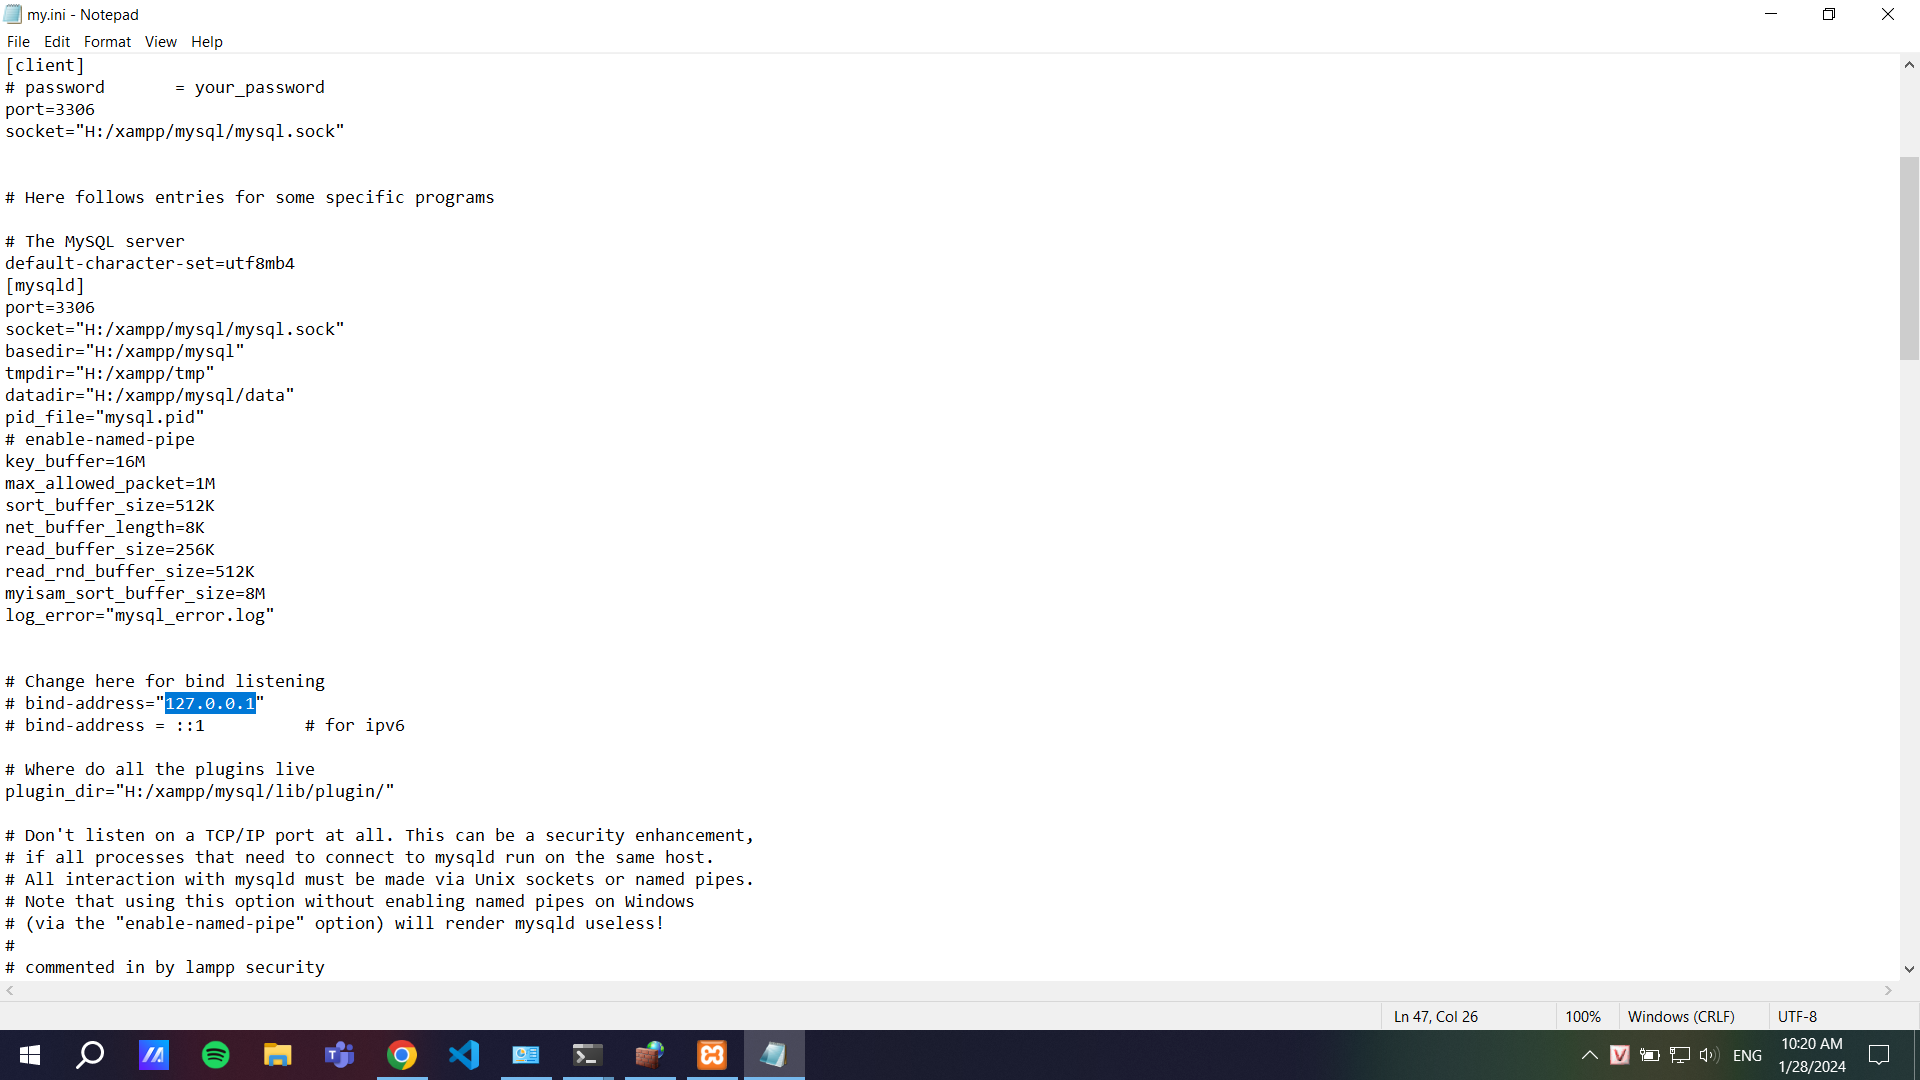 my.ini - Notepad
File Edit Format View Help
[client]
# password       = your_password
port=3306
socket="H:/xampp/mysql/mysql.sock"
# Here follows entries for some specific programs
# The MySQL server
default-character-set=utf8mb4
[mysqld]
port=3306
socket="H:/xampp/mysql/mysql.sock"
basedir="H:/xampp/mysql"
tmpdir="H:/xampp/tmp"
datadir="H:/xampp/mysql/data"
pid_file="mysql.pid"
# enable-named-pipe
key_buffer=16M
max_allowed_packet=1M
sort_buffer_size=512K
net_buffer_length=8K
read_buffer_size=256K
read_rnd_buffer_size=512K
myisam_sort_buffer_size=8M
log_error="mysql_error.log"
# Change here for bind listening
# bind-address="127.0.0.1"
# bind-address = ::1          # for ipv6
# Where do all the plugins live
plugin_dir="H:/xampp/mysql/lib/plugin/"
# Don't listen on a TCP/IP port at all. This can be a security enhancement,
# if all processes that need to connect to mysqld run on the same host.
# All interaction with mysqld must be made via Unix sockets or named pipes.
# Note that using this option without enabling named pipes on Windows
# (via the "enable-named-pipe" option) will render mysqld useless!
#
# commented in by lampp security
Ln 47, Col 26 100% Windows (CRLF) UTF-8
ENG
10:20 AM
1/28/2024